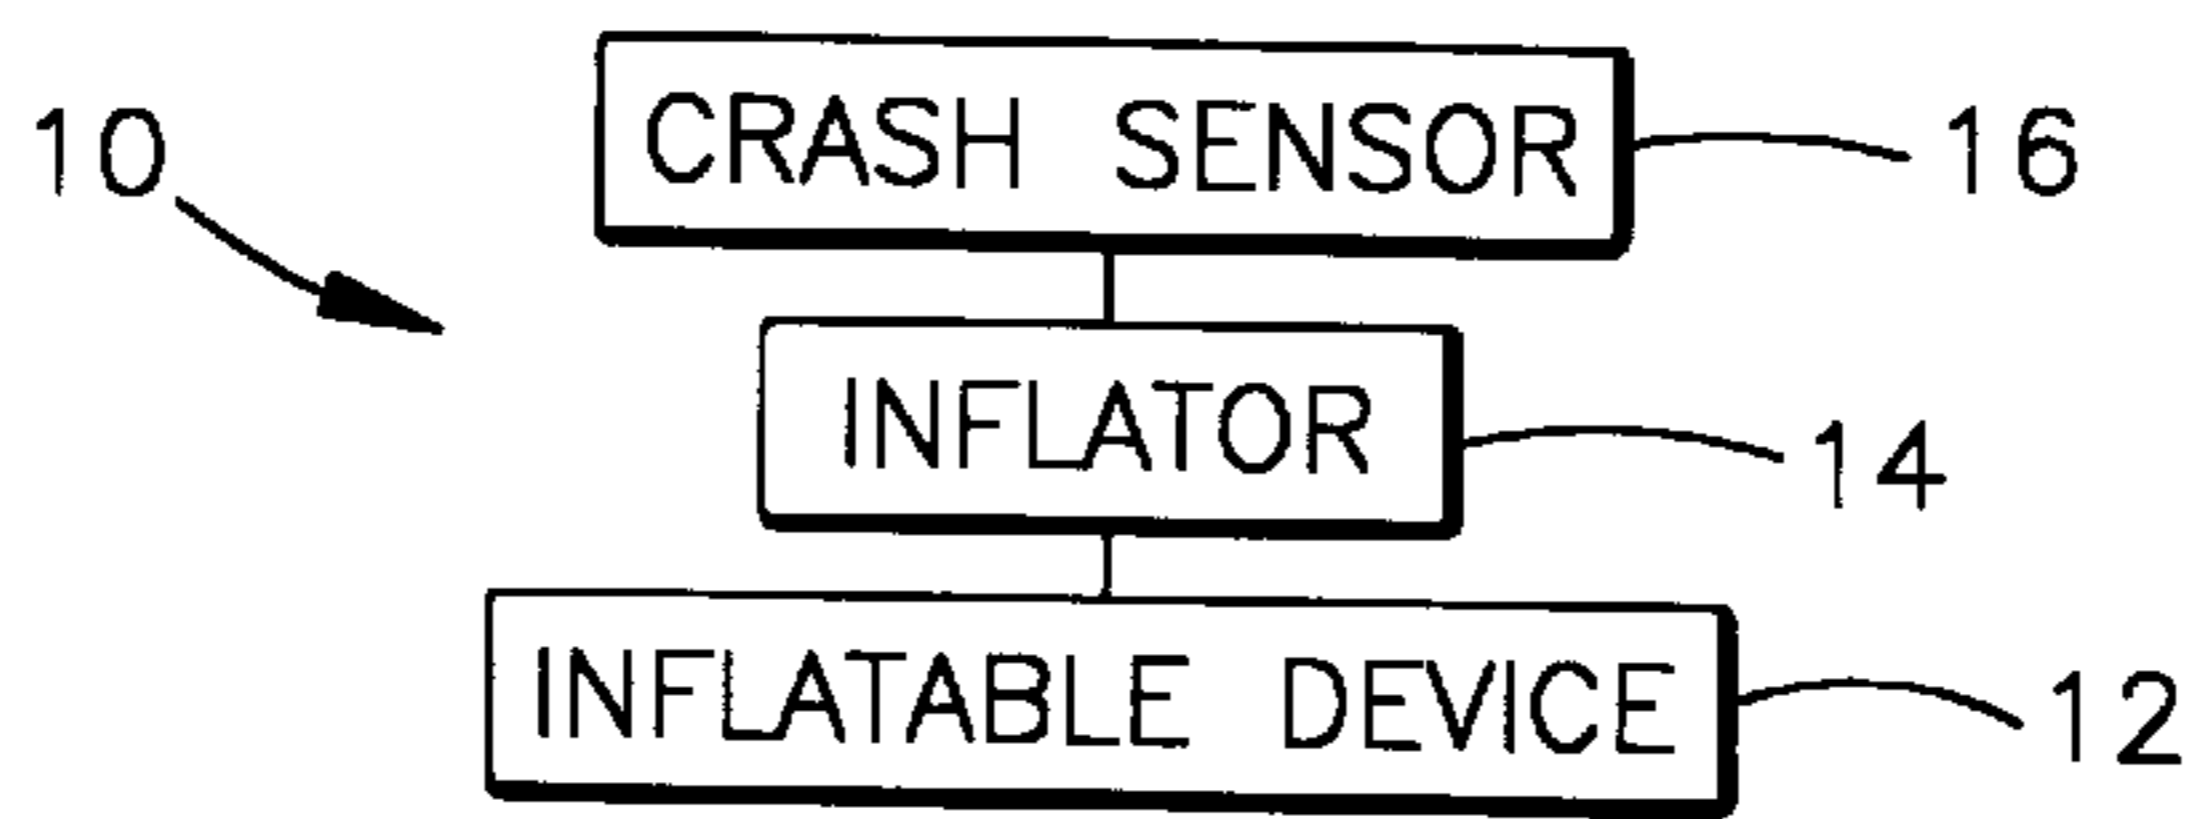 10
CRASH SENSOR 16
INFLATOR 14
INFLATABLE DEVICE 12